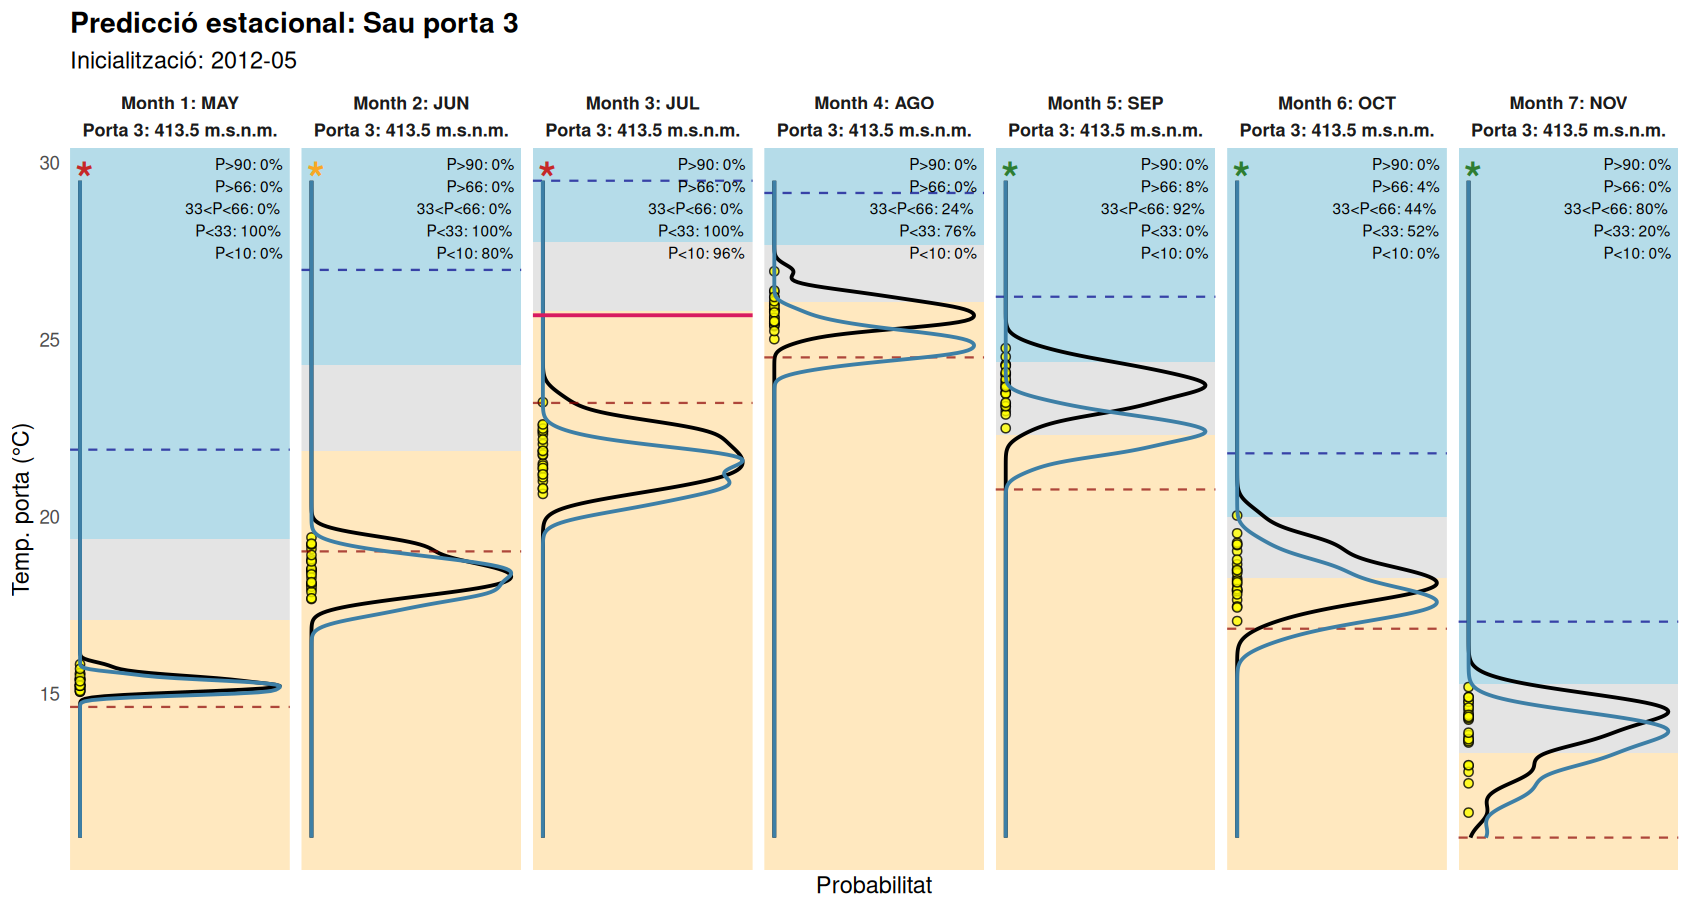 Predicció estacional: Sau porta 3
Inicialització: 2012-05
Month 1: MAY
Porta 3: 413.5 m.s.n.m.
Month 2: JUN
Porta 3: 413.5 m.s.n.m.
Month 3: JUL
Porta 3: 413.5 m.s.n.m.
Month 4: AGO
Porta 3: 413.5 m.s.n.m.
Month 5: SEP
Porta 3: 413.5 m.s.n.m.
Month 6: OCT
Porta 3: 413.5 m.s.n.m.
Month 7: NOV
Porta 3: 413.5 m.s.n.m.
Temp. porta (°C)
30
25
20
15
*
P>90: 0%
P>66: 0%
33<P<66: 0%
P<33: 100%
P<10: 0%
*
P>90: 0%
P>66: 0%
33<P<66: 0%
P<33: 100%
P<10: 80%
*
P>90: 0%
P>66: 0%
33<P<66: 0%
P<33: 100%
P<10: 96%
P>90: 0%
P>66: 0%
33<P<66: 24%
P<33: 76%
P<10: 0%
*
P>90: 0%
P>66: 8%
33<P<66: 92%
P<33: 0%
P<10: 0%
*
P>90: 0%
P>66: 4%
33<P<66: 44%
P<33: 52%
P<10: 0%
*
P>90: 0%
P>66: 0%
33<P<66: 80%
P<33: 20%
P<10: 0%
Probabilitat